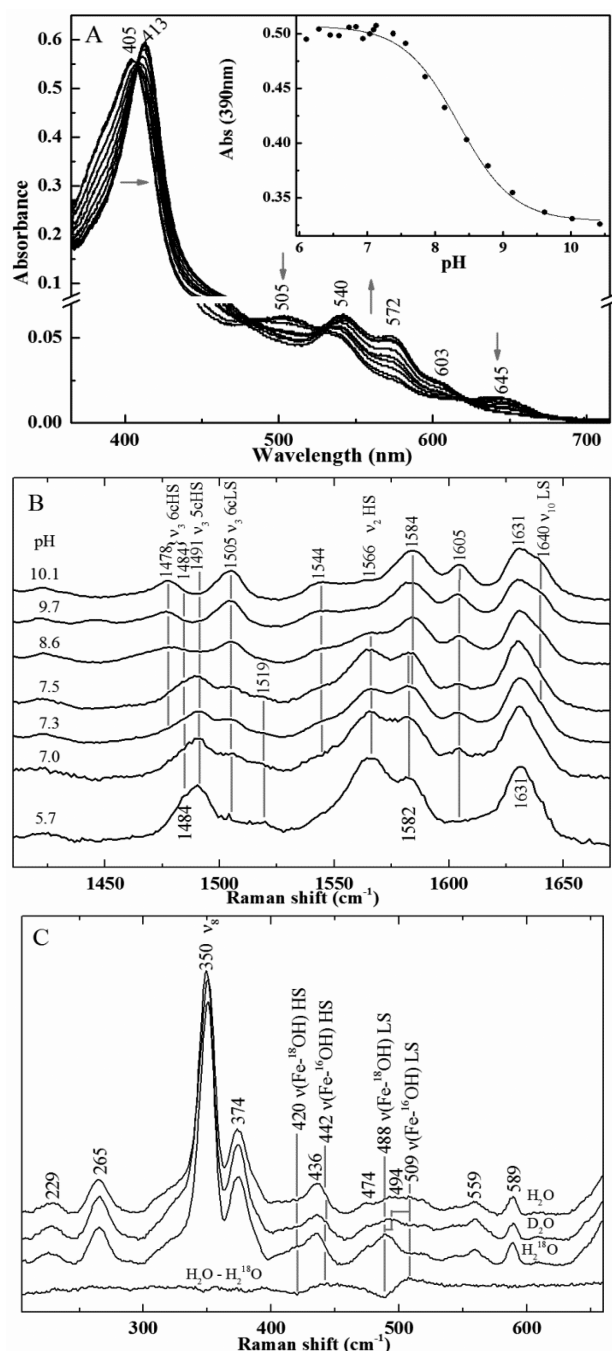 A
405
413
505
540
572
603
645
0.6
0.5
0.4
0.3
0.2
0.1
0.05
0.00
Absorbance
400
500
600
700
Wavelength (nm)
0.50
0.45
0.40
0.35
Abs (390nm)
6
7
8
9
10
pH
B
pH
10.1
9.7
8.6
7.5
7.3
7.0
5.7
1478
1484
ν3 6cHS
1491 ν3 5cHS
1505 ν3 6cLS
1519
1544
1566 ν2 HS
1584
1605
1631
1640 ν10 LS
1484
1582
1631
1450
1500
1550
1600
1650
Raman shift (cm-1)
C
229
265
350 ν8
374
420 ν(Fe-18OH) HS
436
442 ν(Fe-16OH) HS
474
488 ν(Fe-18OH) LS
494
509 ν(Fe-16OH) LS
559
589
H2O
D2O
H218O
H2O - H218O
300
400
500
600
Raman shift (cm-1)